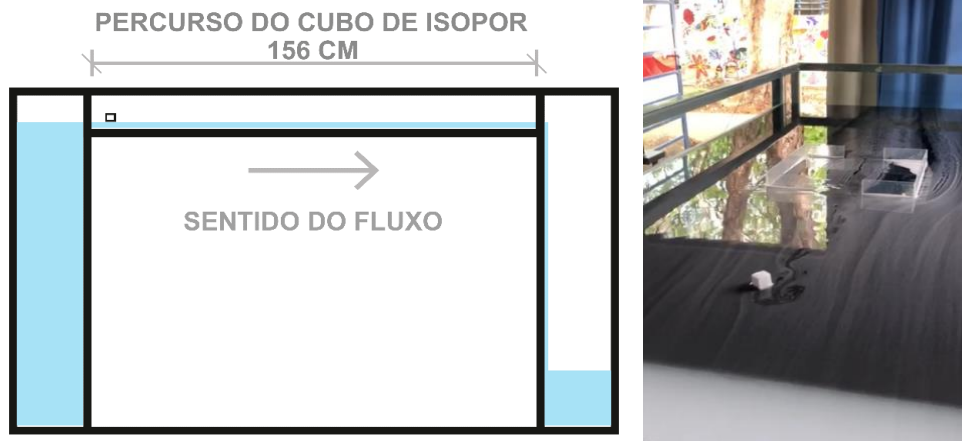 PERCURSO DO CUBO DE ISOPOR
156 CM
SENTIDO DO FLUXO